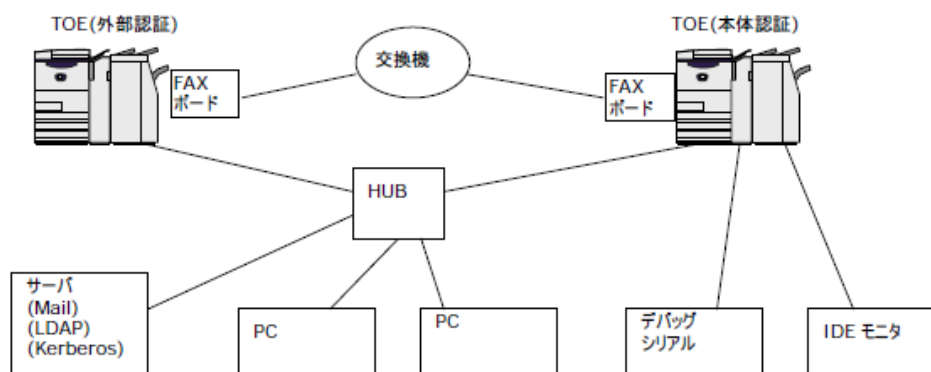 TOE(外部認証)
TOE(本体認証)
交換機
FAX
ボード
FAX
ボード
HUB
サーバ
(Mail)
(LDAP)
(Kerberos)
PC
PC
デバッグ
シリアル
IDE モニタ